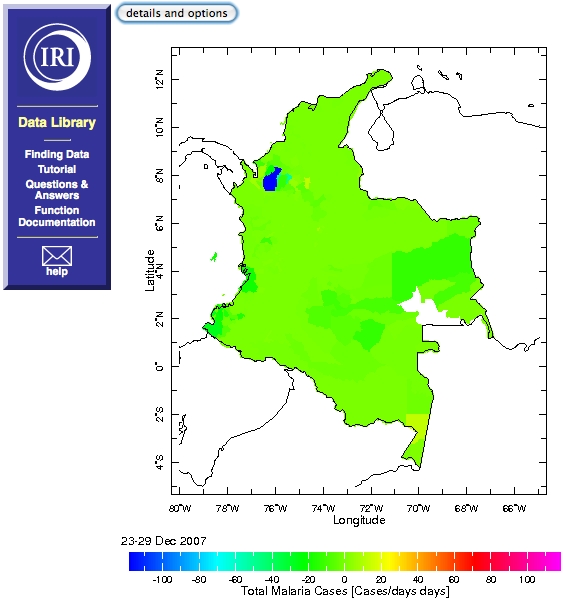 details and options
IRI
Data Library
Finding Data
Tutorial
Questions &
Answers
Function
Documentation
help
12°N
10°N
8°N
6°N
4°N
2°N
0°
2°S
4°S
Latitude
80°W 78°W 76°W 74°W 72°W 70°W 68°W 66°W
Longitude
23-29 Dec 2007
-100 -80 -60 -40 -20 0 20 40 60 80 100
Total Malaria Cases [Cases/days days]